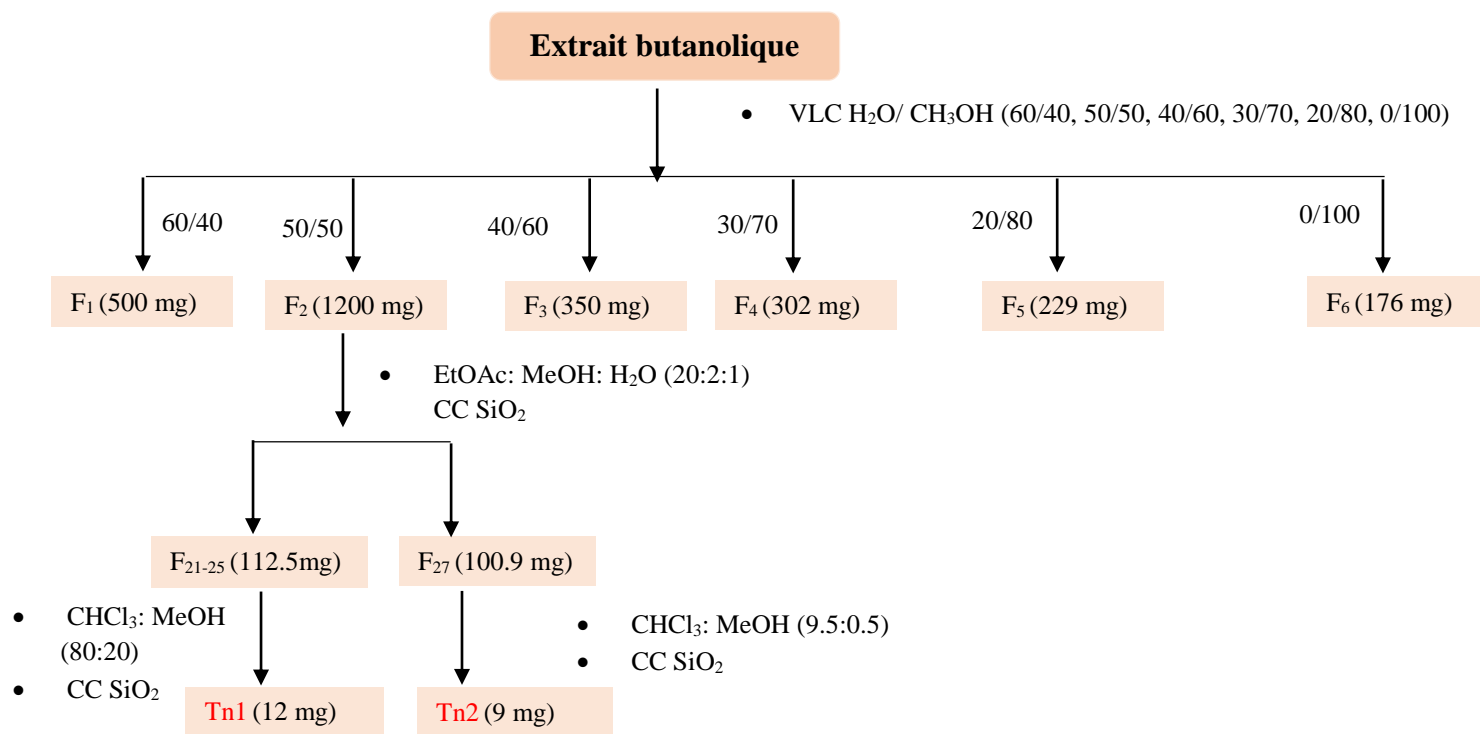 Extrait butanolique
• VLC H₂O/ CH₃OH (60/40, 50/50, 40/60, 30/70, 20/80, 0/100)
60/40
50/50
40/60
30/70
20/80
0/100
F₁ (500 mg)
F₂ (1200 mg)
F₃ (350 mg)
F₄ (302 mg)
F₅ (229 mg)
F₆ (176 mg)
• EtOAc: MeOH: H₂O (20:2:1)
CC SiO₂
F₂₁₋₂₅ (112.5mg)
F₂₇ (100.9 mg)
• CHCl₃: MeOH
(80:20)
• CC SiO₂
• CHCl₃: MeOH (9.5:0.5)
• CC SiO₂
Tn1 (12 mg)
Tn2 (9 mg)